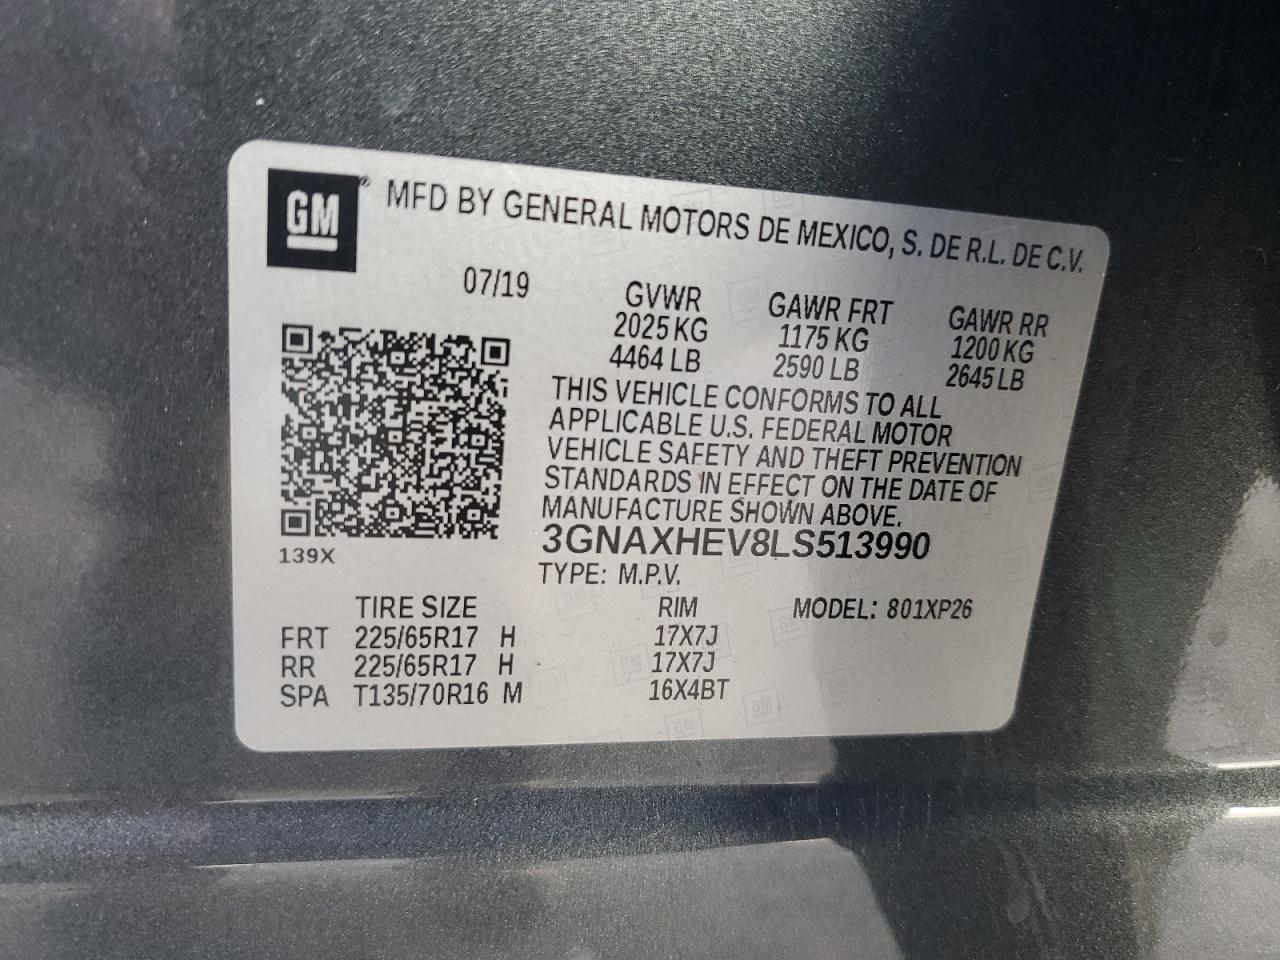 GM ® MFD BY GENERAL MOTORS DE MEXICO, S. DE R.L. DE C.V.
07/19
GVWR GAWR FRT GAWR RR
2025 KG 1175 KG 1200 KG
4464 LB 2590 LB 2645 LB
THIS VEHICLE CONFORMS TO ALL
APPLICABLE U.S. FEDERAL MOTOR
VEHICLE SAFETY AND THEFT PREVENTION
STANDARDS IN EFFECT ON THE DATE OF
MANUFACTURE SHOWN ABOVE.
139X
3GNAXHEV8LS513990
TYPE: M.P.V.
TIRE SIZE RIM MODEL: 801XP26
FRT 225/65R17 H 17X7J
RR 225/65R17 H 17X7J
SPA T135/70R16 M 16X4BT